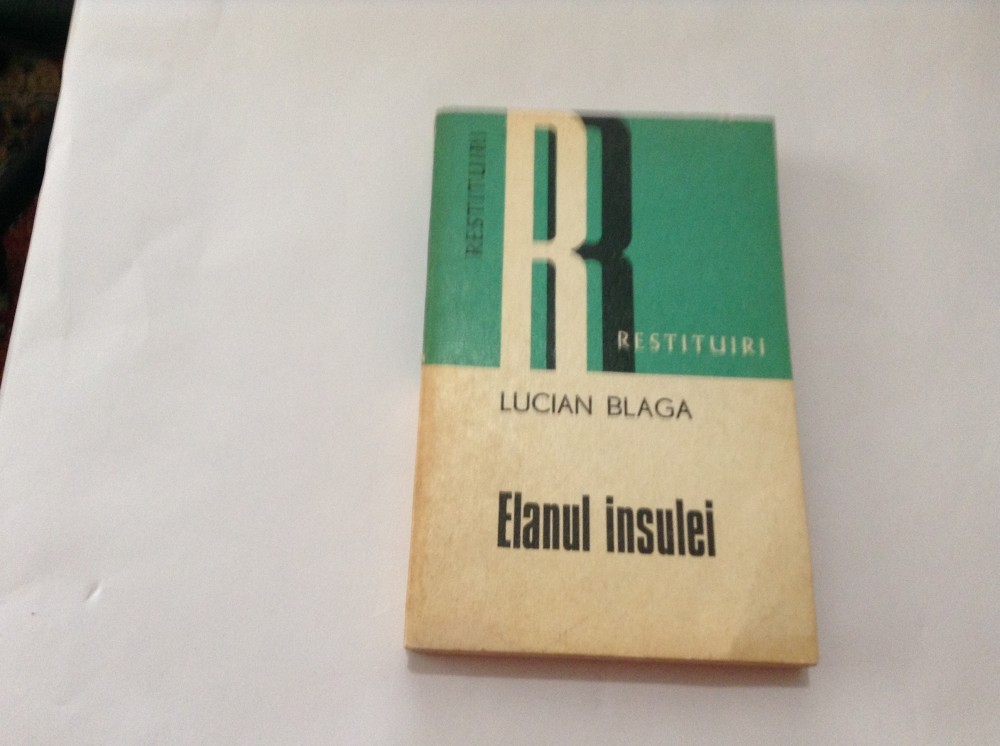 RESTITUIRI
R
RESTITUIRI
LUCIAN BLAGA
Elanul insulei